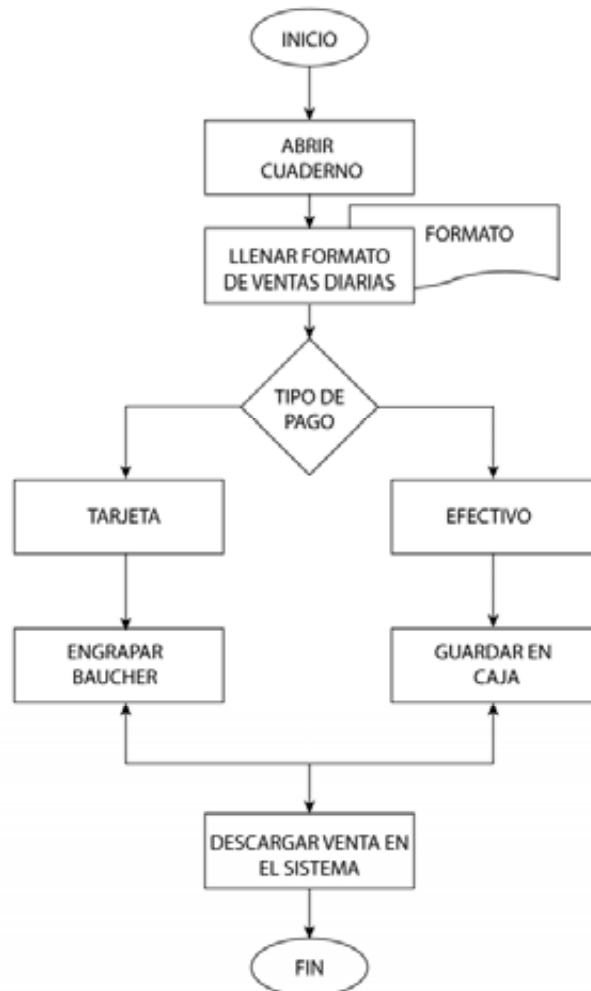 INICIO
ABRIR
CUADERNO
FORMATO
LLENAR FORMATO
DE VENTAS DIARIAS
TIPO DE
PAGO
TARJETA
EFECTIVO
ENGRAPAR
BAUCHER
GUARDAR EN
CAJA
DESCARGAR VENTA EN
EL SISTEMA
FIN